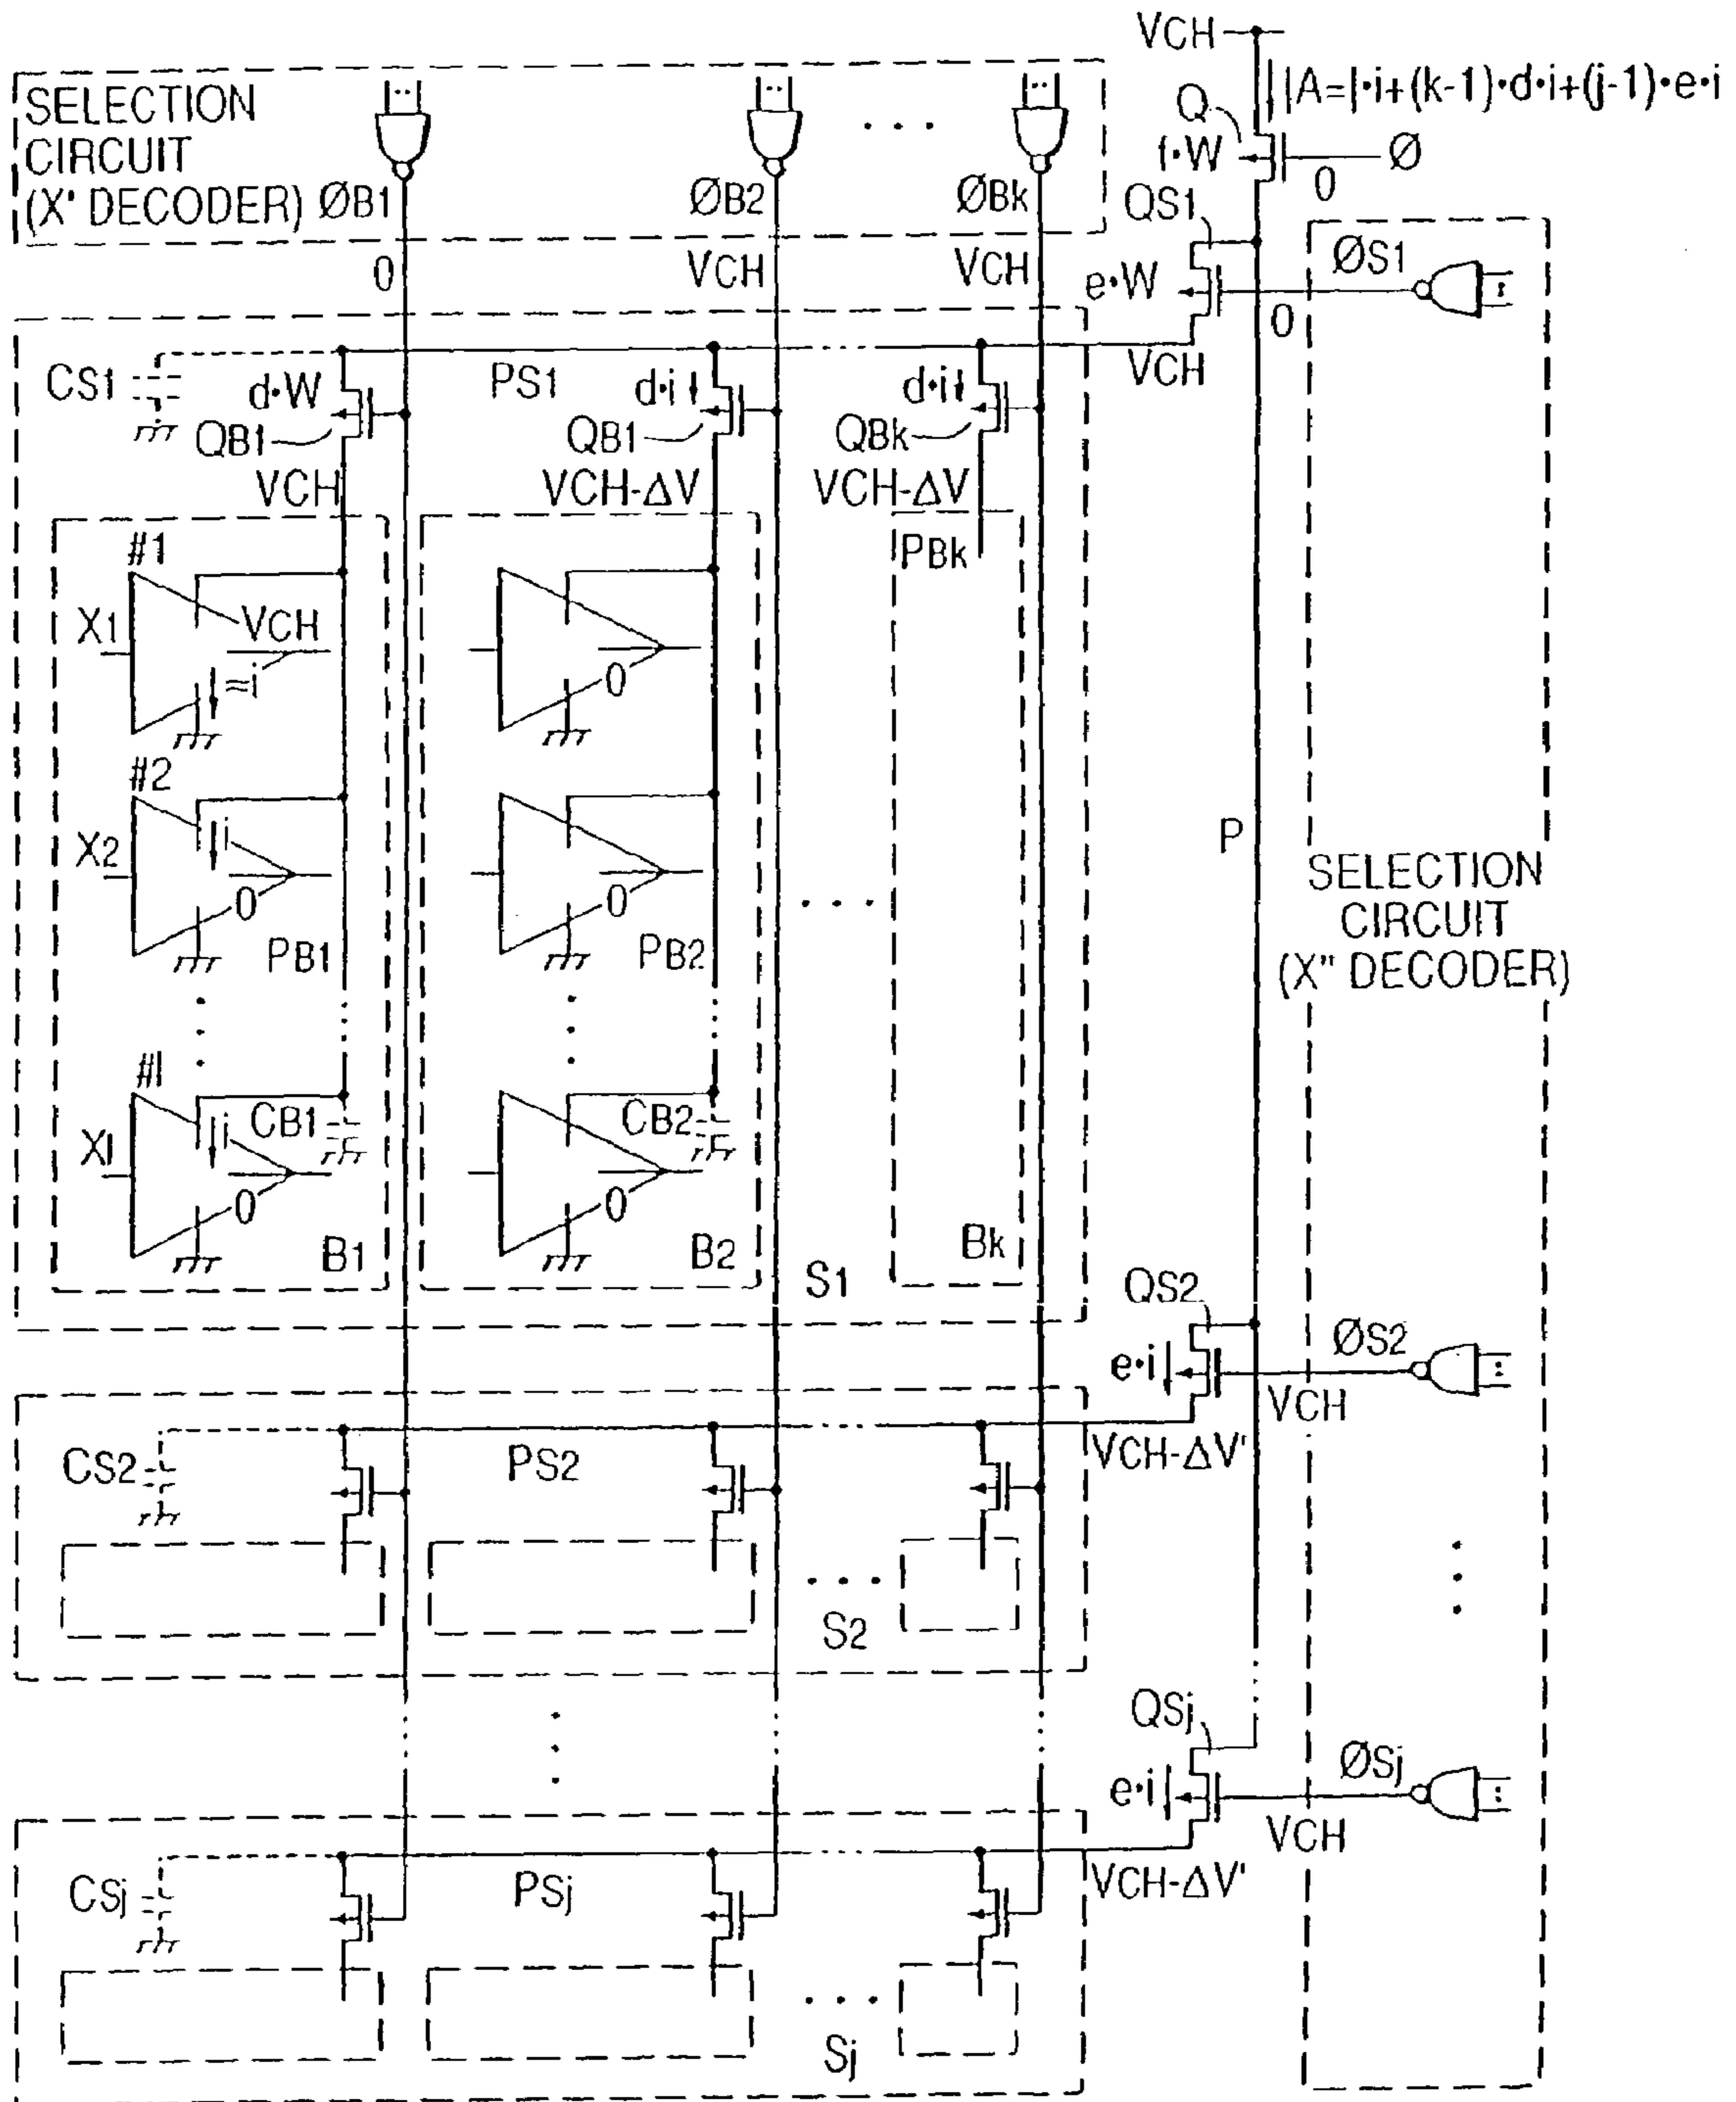 VCH
IA=l·i+(k-1)·d·i+(j-1)·e·i
Q
f·W
Ø
0
SELECTION
CIRCUIT
(X' DECODER)
ØB1
ØB2
ØBk
...
0
VCH
VCH
QS1
e·W
ØS1
0
VCH
CS1
d·W
QB1
PS1
d·i
QB1
d·i
QBk
VCH
VCH-ΔV
VCH-ΔV
PBk
#1
X1
VCH
≈i
0
#2
X2
i
0
PB1
0
PB2
...
P
SELECTION
CIRCUIT
(X" DECODER)
#l
Xl
i
CB1
0
B1
CB2
0
B2
S1
Bk
QS2
e·i
ØS2
VCH
VCH-ΔV'
CS2
PS2
...
S2
QSj
e·i
ØSj
VCH
VCH-ΔV'
CSj
PSj
...
Sj